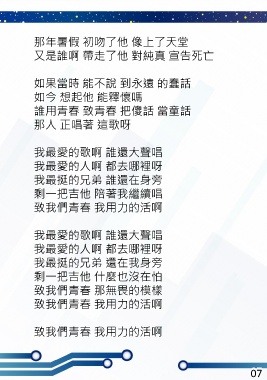 那年暑假 初吻了他 像上了天堂
又是誰啊 帶走了他 對純真 宣告死亡
如果當時 能不說 到永遠 的蠢話
如今 想起他 能釋懷嗎
誰用青春 致青春 把傻話 當童話
那人 正唱著 這歌呀
我最愛的歌啊 誰還大聲唱
我最愛的人啊 都去哪裡呀
我最挺的兄弟 誰還在身旁
剩一把吉他 陪著我繼續唱
致我們青春 我用力的活啊
我最愛的歌啊 誰還大聲唱
我最愛的人啊 都去哪裡呀
我最挺的兄弟 還在我身旁
剩一把吉他 什麼也沒在怕
致我們青春 那無畏的模樣
致我們青春 我用力的活啊
致我們青春 我用力的活啊
07